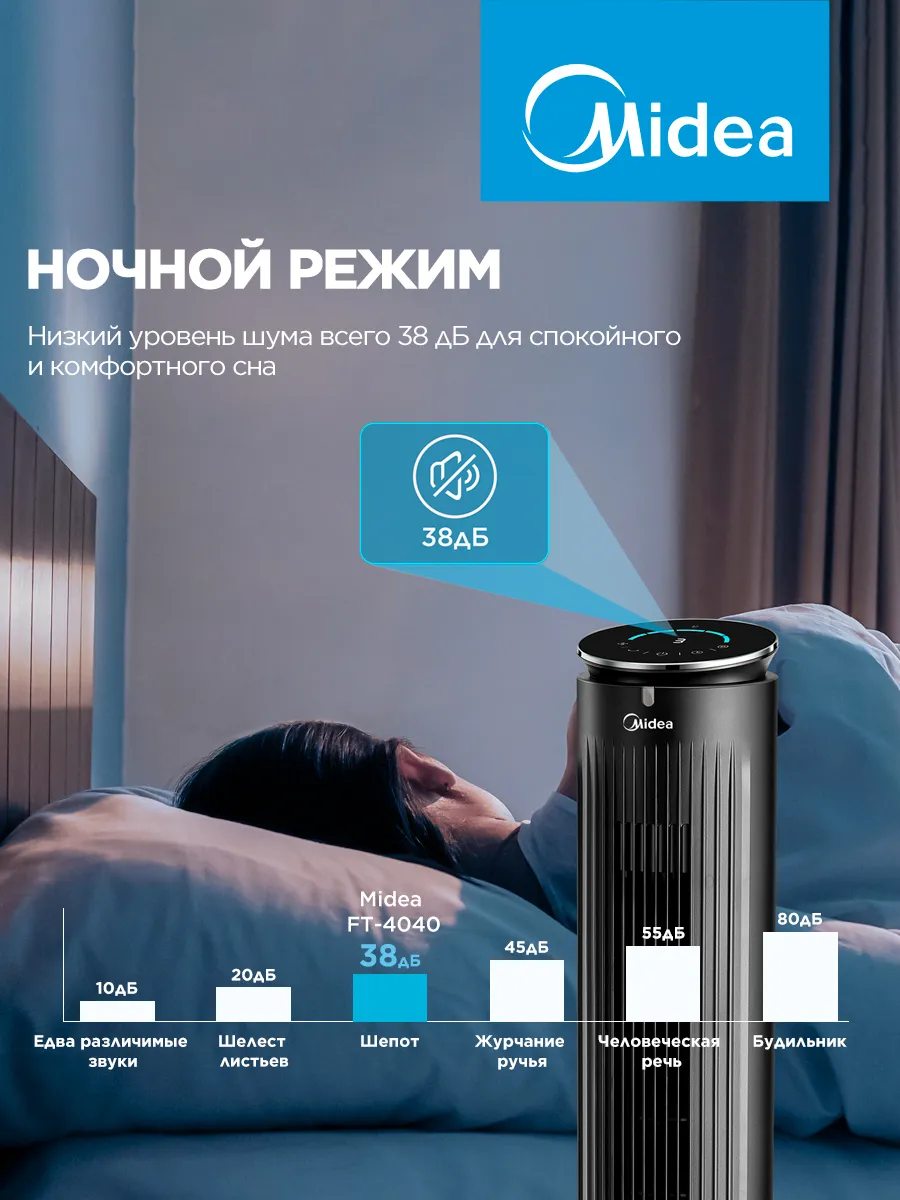 Midea
НОЧНОЙ РЕЖИМ
Низкий уровень шума всего 38 дБ для спокойного
и комфортного сна
38дБ
3
Midea
Midea
FT-4040
38дБ
10дБ
20дБ
45дБ
55дБ
80дБ
Едва различимые
звуки
Шелест
листьев
Шепот
Журчание
ручья
Человеческая
речь
Будильник